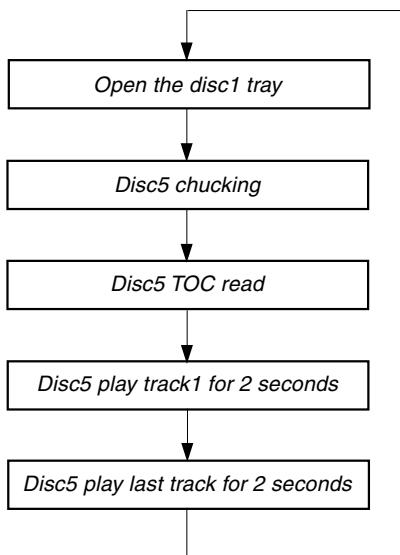 Open the disc1 tray
Disc5 chucking
Disc5 TOC read
Disc5 play track1 for 2 seconds
Disc5 play last track for 2 seconds